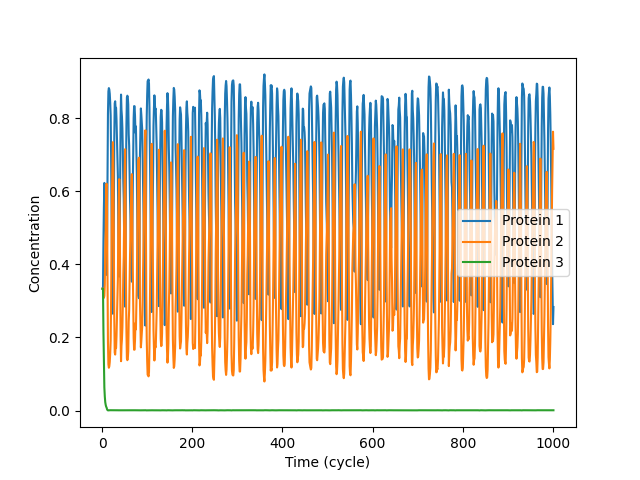 0.8
0.6
0.4
0.2
0.0
Concentration
Protein 1
Protein 2
Protein 3
0 200 400 600 800 1000
Time (cycle)